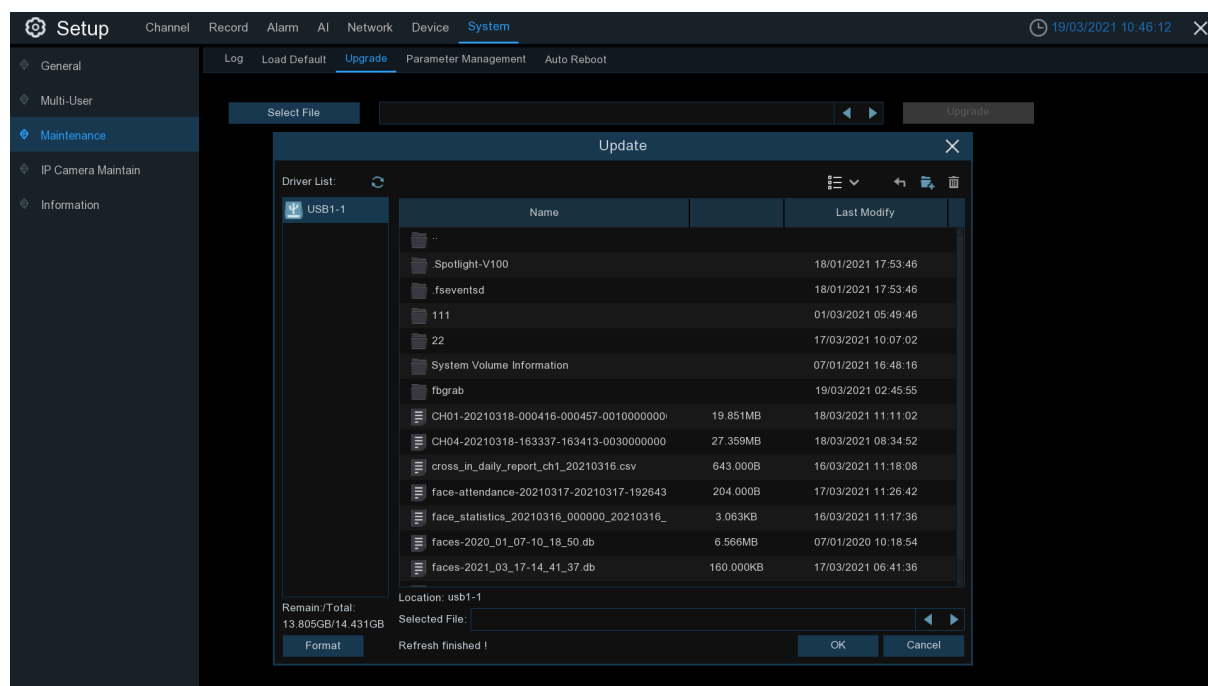 Setup Channel Record Alarm AI Network Device System 19/03/2021 10:46:12
General Log Load Default Upgrade Parameter Management Auto Reboot
Multi-User
Select File Upgrade
Maintenance
Update
IP Camera Maintain
Driver List:
Information
USB1-1 Name Last Modify
..
.Spotlight-V100 18/01/2021 17:53:46
.fseventsd 18/01/2021 17:53:46
111 01/03/2021 05:49:46
22 17/03/2021 10:07:02
System Volume Information 07/01/2021 16:48:16
fbgrab 19/03/2021 02:45:55
CH01-20210318-000416-000457-0010000000 19.851MB 18/03/2021 11:11:02
CH04-20210318-163337-163413-0030000000 27.359MB 18/03/2021 08:34:52
cross_in_daily_report_ch1_20210316.csv 643.000B 16/03/2021 11:18:08
face-attendance-20210317-20210317-192643 204.000B 17/03/2021 11:26:42
face_statistics_20210316_000000_20210316_ 3.063KB 16/03/2021 11:17:36
faces-2020_01_07-10_18_50.db 6.566MB 07/01/2020 10:18:54
faces-2021_03_17-14_41_37.db 160.000KB 17/03/2021 06:41:36
Location: usb1-1
Remain:/Total:
13.805GB/14.431GB Selected File:
Format Refresh finished ! OK Cancel